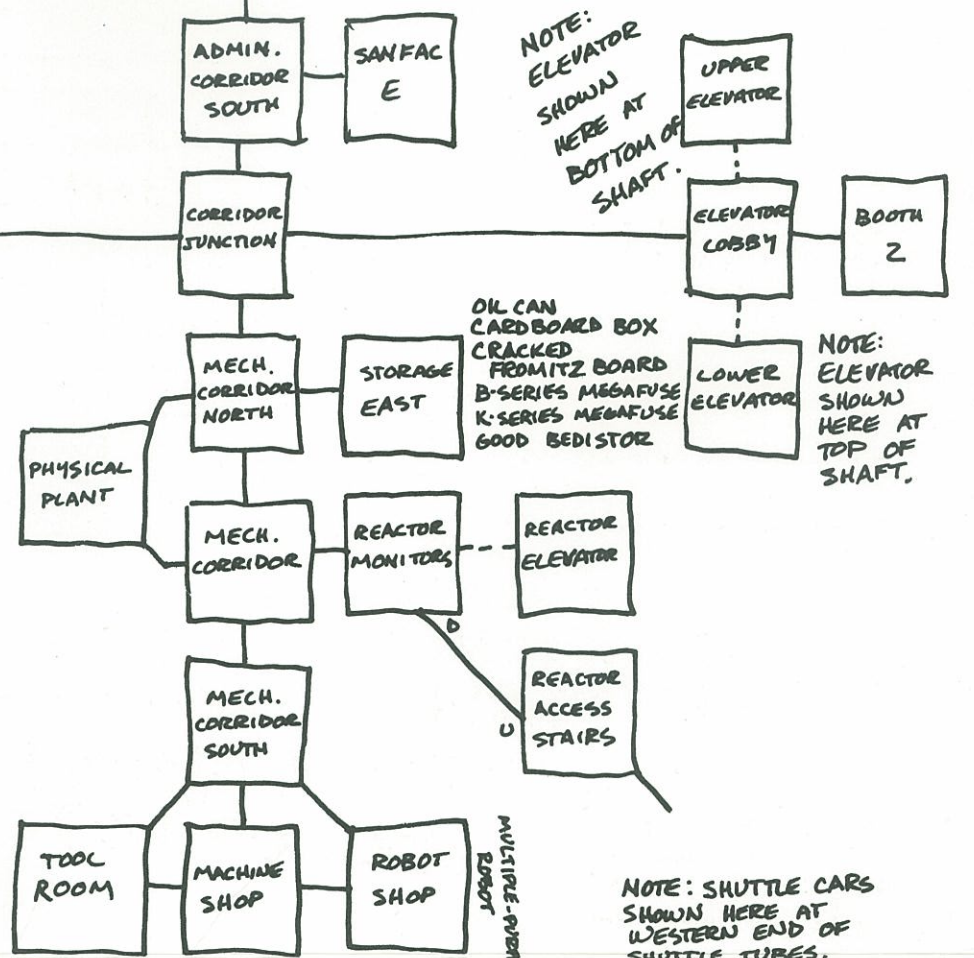 ADMIN.
CORRIDOR
SOUTH
SANFAC
E
NOTE:
ELEVATOR
SHOWN
HERE AT
BOTTOM OF
SHAFT.
UPPER
ELEVATOR
CORRIDOR
JUNCTION
ELEVATOR
LOBBY
BOOTH
2
MECH.
CORRIDOR
NORTH
STORAGE
EAST
OIL CAN
CARDBOARD BOX
CRACKED
FROMITZ BOARD
B-SERIES MEGAFUSE
K-SERIES MEGAFUSE
GOOD BEDISTOR
LOWER
ELEVATOR
NOTE:
ELEVATOR
SHOWN
HERE AT
TOP OF
SHAFT.
PHYSICAL
PLANT
MECH.
CORRIDOR
REACTOR
MONITORS
REACTOR
ELEVATOR
D
U
REACTOR
ACCESS
STAIRS
MECH.
CORRIDOR
SOUTH
TOOL
ROOM
MACHINE
SHOP
ROBOT
SHOP
ROBOT
NOTE: SHUTTLE CARS
SHOWN HERE AT
WESTERN END OF
SHUTTLE TUBES.